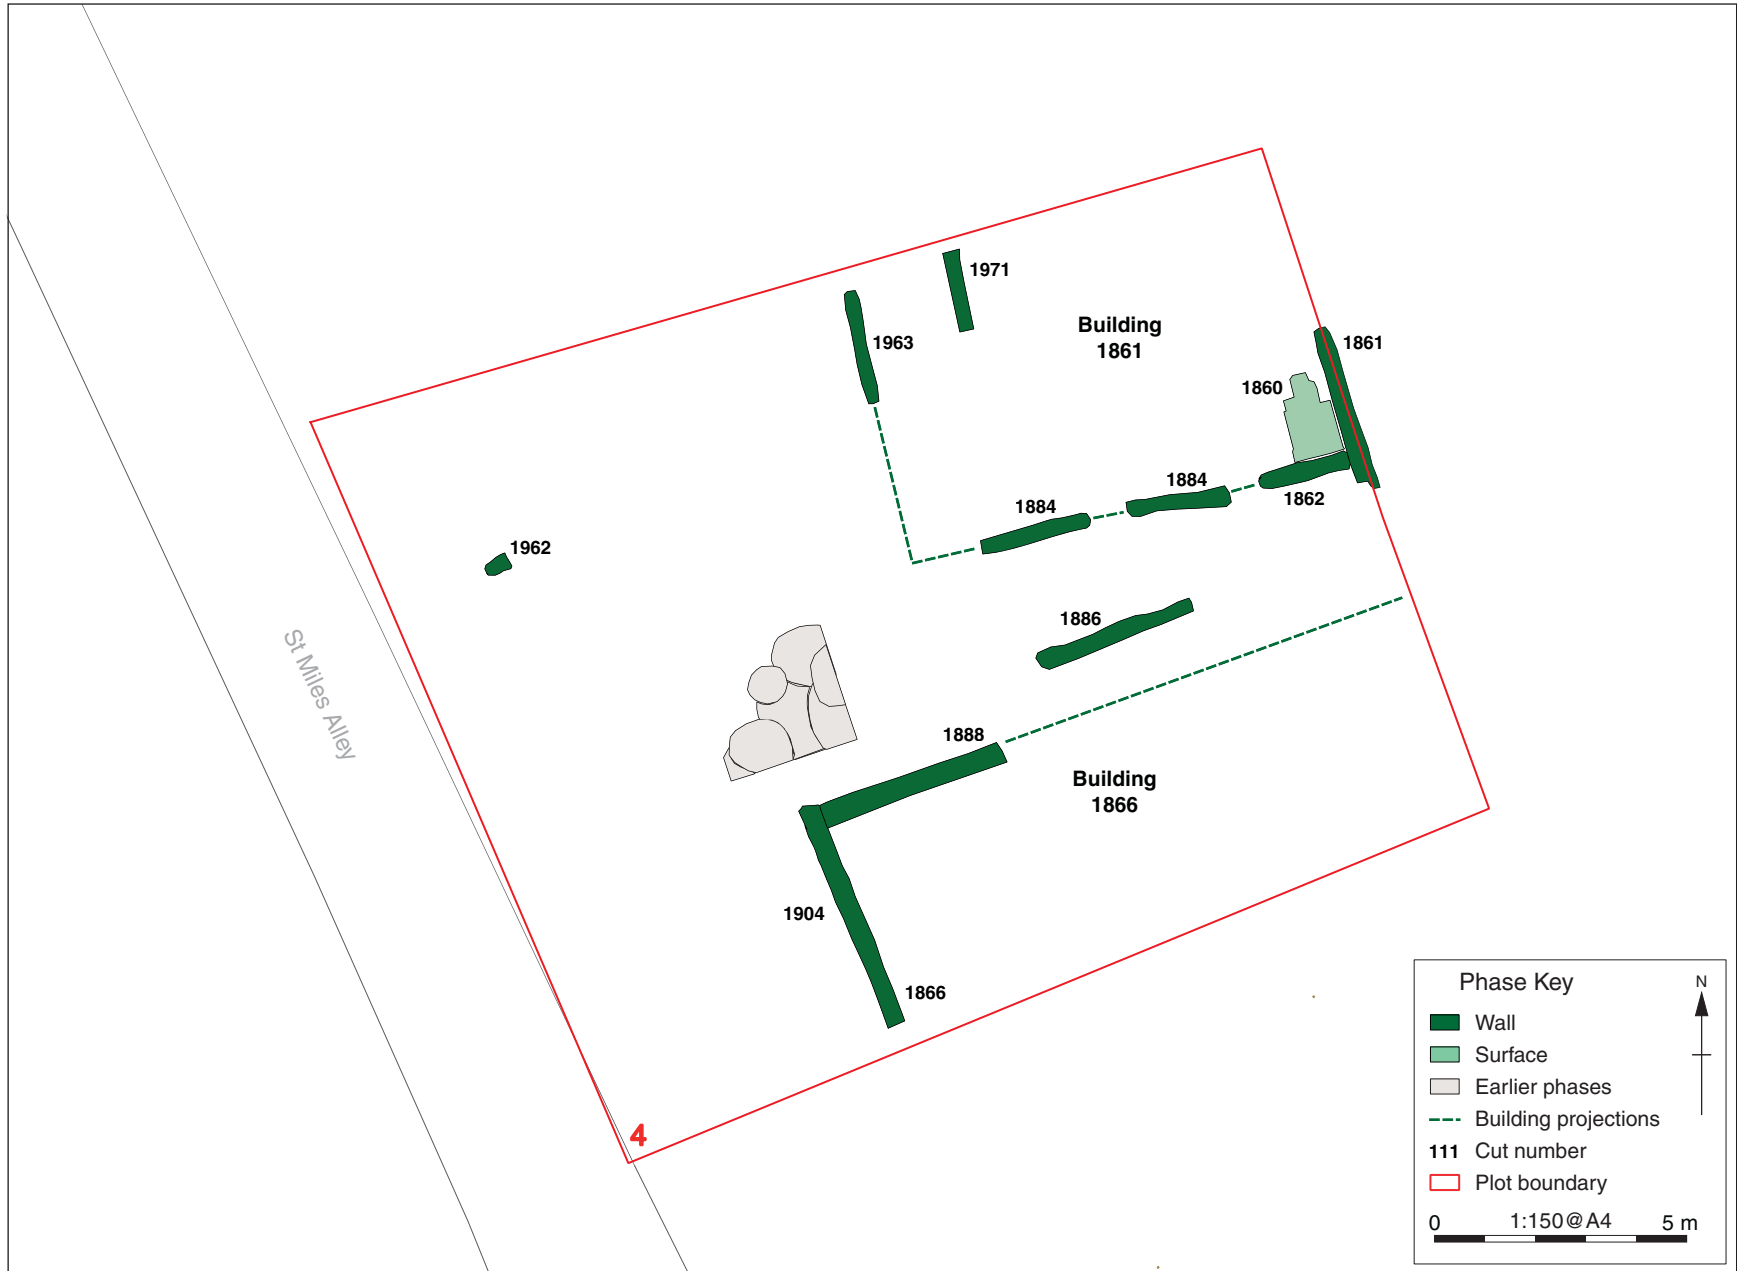 1971
Building
1861
1963
1861
1860
1884
1884
1862
1962
1886
St Miles Alley
1888
Building
1866
1904
1866
4
Phase Key
N
Wall
Surface
Earlier phases
Building projections
111 Cut number
Plot boundary
0 1:150@A4 5 m